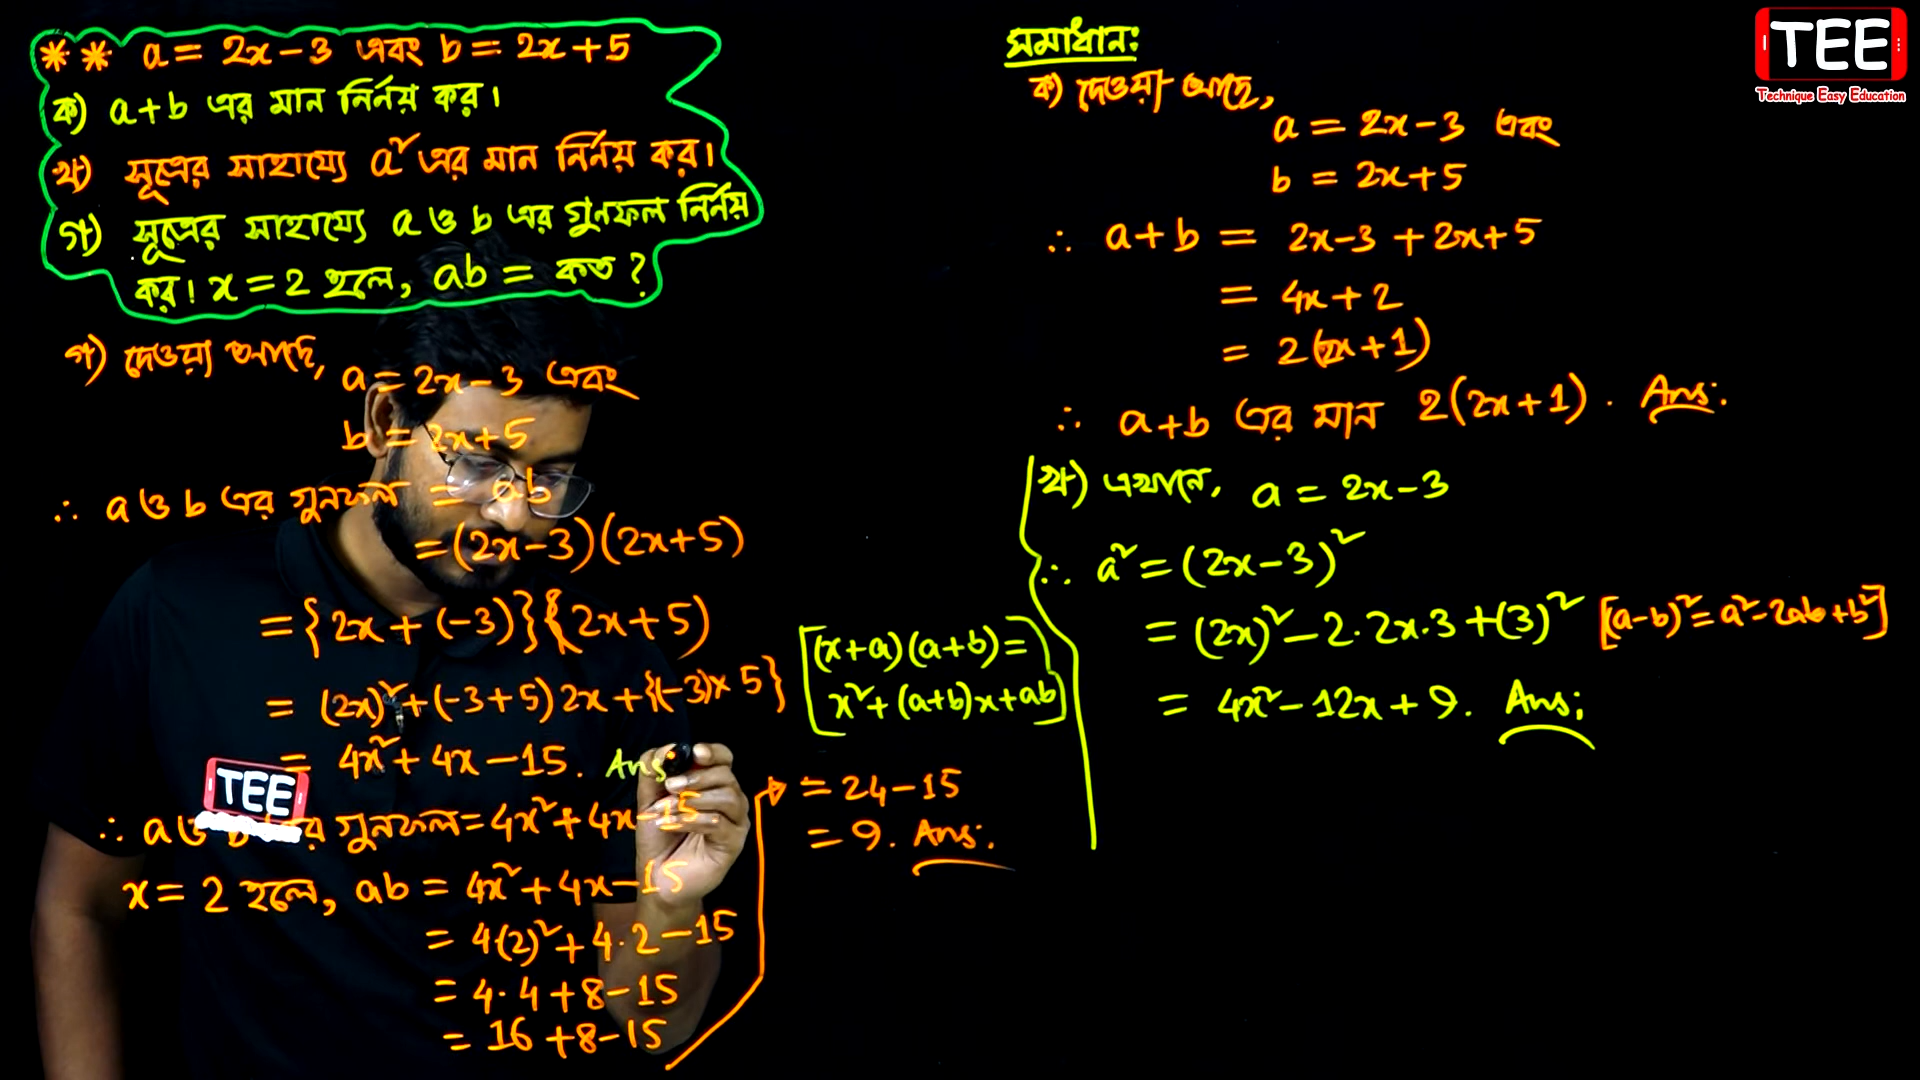 ** a = 2x-3 এবং b = 2x+5
ক) a+b এর মান নির্নয় কর।
খ) সূত্রের সাহায্যে a² এর মান নির্নয় কর।
গ) সূত্রের সাহায্যে a ও b এর গুণফল নির্নয়
কর। x=2 হলে, ab = কত?
সমাধান:
ক) দেওয়া আছে,
a = 2x-3 এবং
b = 2x+5
∴ a+b = 2x-3+2x+5
= 4x+2
= 2(2x+1)
∴ a+b এর মান 2(2x+1). Ans:
খ) এখানে, a = 2x-3
∴ a² = (2x-3)²
= (2x)²-2.2x.3+(3)² [(a-b)²=a²-2ab+b²]
= 4x²-12x+9. Ans:
গ) দেওয়া আছে,
a = 2x-3 এবং
b = 2x+5
∴ a ও b এর গুনফল = ab
=(2x-3)(2x+5)
={2x+(-3)}{2x+5)
= (2x)²+(-3+5)2x+{(-3)×5}
[(x+a)(a+b)=
x²+(a+b)x+ab]
= 4x²+4x-15. Ans
∴ a ও b এর গুনফল=4x²+4x-15
x=2 হলে, ab = 4x²+4x-15
= 4(2)²+4.2-15
= 4.4+8-15
= 16+8-15
= 24-15
= 9. Ans:
TEE
TEE
Technique Easy Education